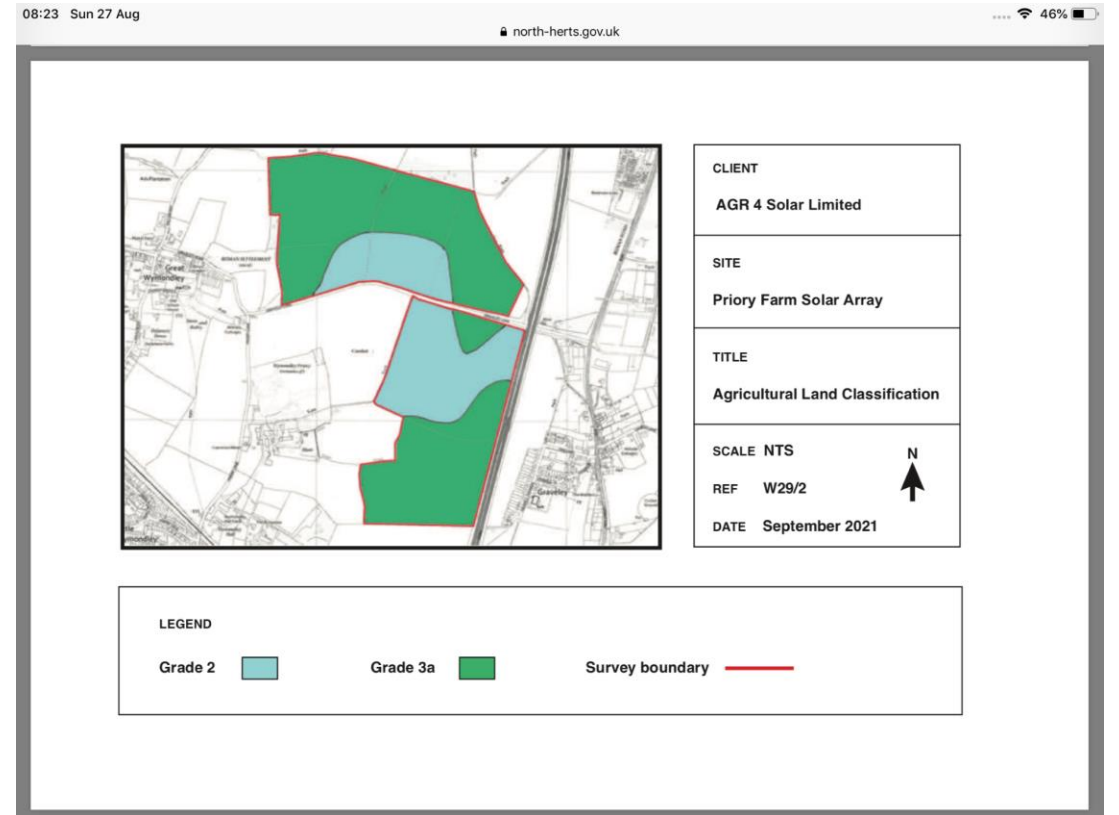 08:23 Sun 27 Aug
46%
north-herts.gov.uk
Great
Wymondley
Graveley
CLIENT
AGR 4 Solar Limited
SITE
Priory Farm Solar Array
TITLE
Agricultural Land Classification
SCALE NTS
N
REF W29/2
DATE September 2021
LEGEND
Grade 2
Grade 3a
Survey boundary